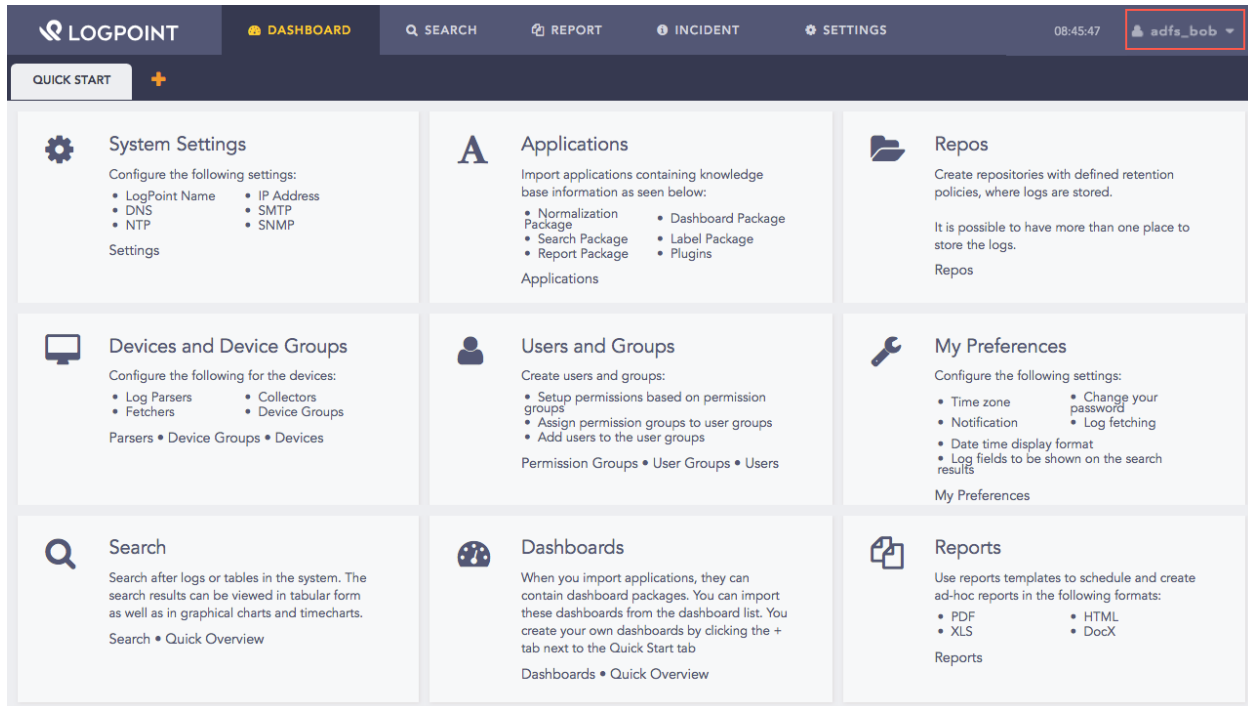 LOGPOINT
DASHBOARD
SEARCH
REPORT
INCIDENT
SETTINGS
08:45:47
adfs_bob
QUICK START
System Settings
Configure the following settings:
• LogPoint Name
• IP Address
• DNS
• SMTP
• NTP
• SNMP
Settings
Applications
Import applications containing knowledge
base information as seen below:
• Normalization
Package
• Dashboard Package
• Search Package
• Label Package
• Report Package
• Plugins
Applications
Repos
Create repositories with defined retention
policies, where logs are stored.
It is possible to have more than one place to
store the logs.
Repos
Devices and Device Groups
Configure the following for the devices:
• Log Parsers
• Collectors
• Fetchers
• Device Groups
Parsers • Device Groups • Devices
Users and Groups
Create users and groups:
• Setup permissions based on permission
groups
• Assign permission groups to user groups
• Add users to the user groups
Permission Groups • User Groups • Users
My Preferences
Configure the following settings:
• Time zone
• Change your
password
• Notification
• Log fetching
• Date time display format
• Log fields to be shown on the search
results
My Preferences
Search
Search after logs or tables in the system. The
search results can be viewed in tabular form
as well as in graphical charts and timecharts.
Search • Quick Overview
Dashboards
When you import applications, they can
contain dashboard packages. You can import
these dashboards from the dashboard list. You
create your own dashboards by clicking the +
tab next to the Quick Start tab
Dashboards • Quick Overview
Reports
Use reports templates to schedule and create
ad-hoc reports in the following formats:
• PDF
• HTML
• XLS
• DocX
Reports